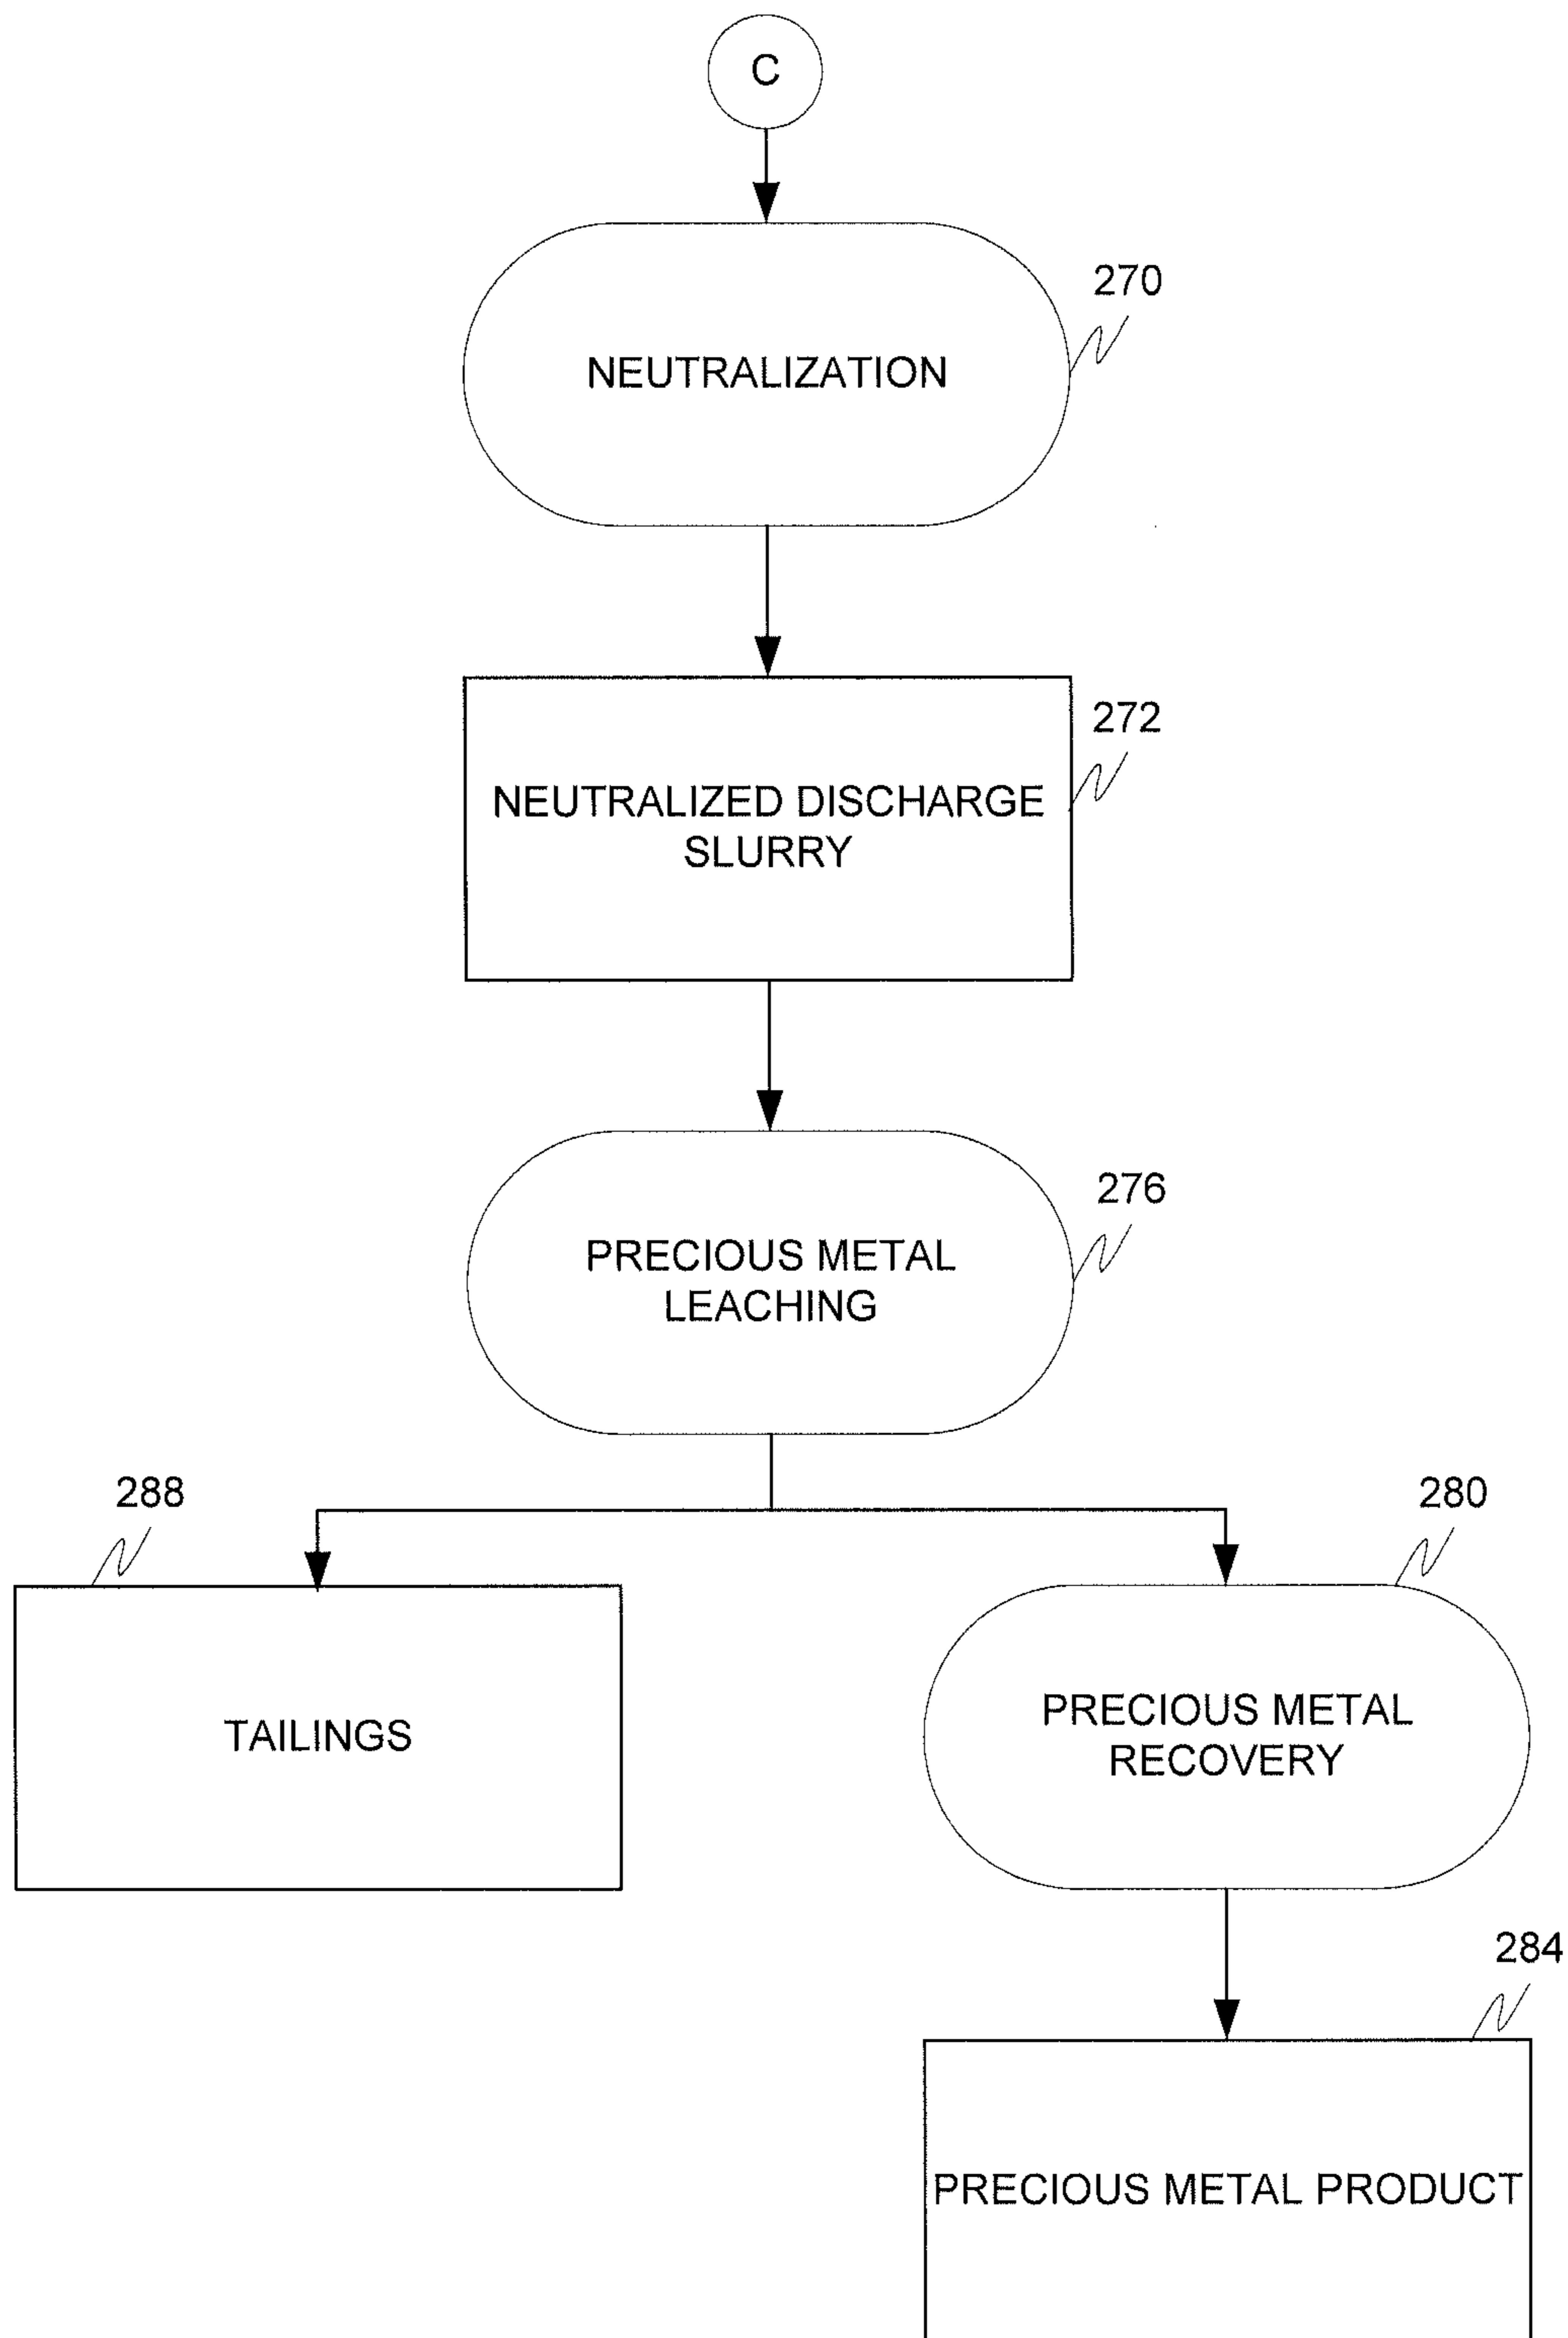 C
270
NEUTRALIZATION
272
NEUTRALIZED DISCHARGE
SLURRY
276
PRECIOUS METAL
LEACHING
288
280
TAILINGS
PRECIOUS METAL
RECOVERY
284
PRECIOUS METAL PRODUCT